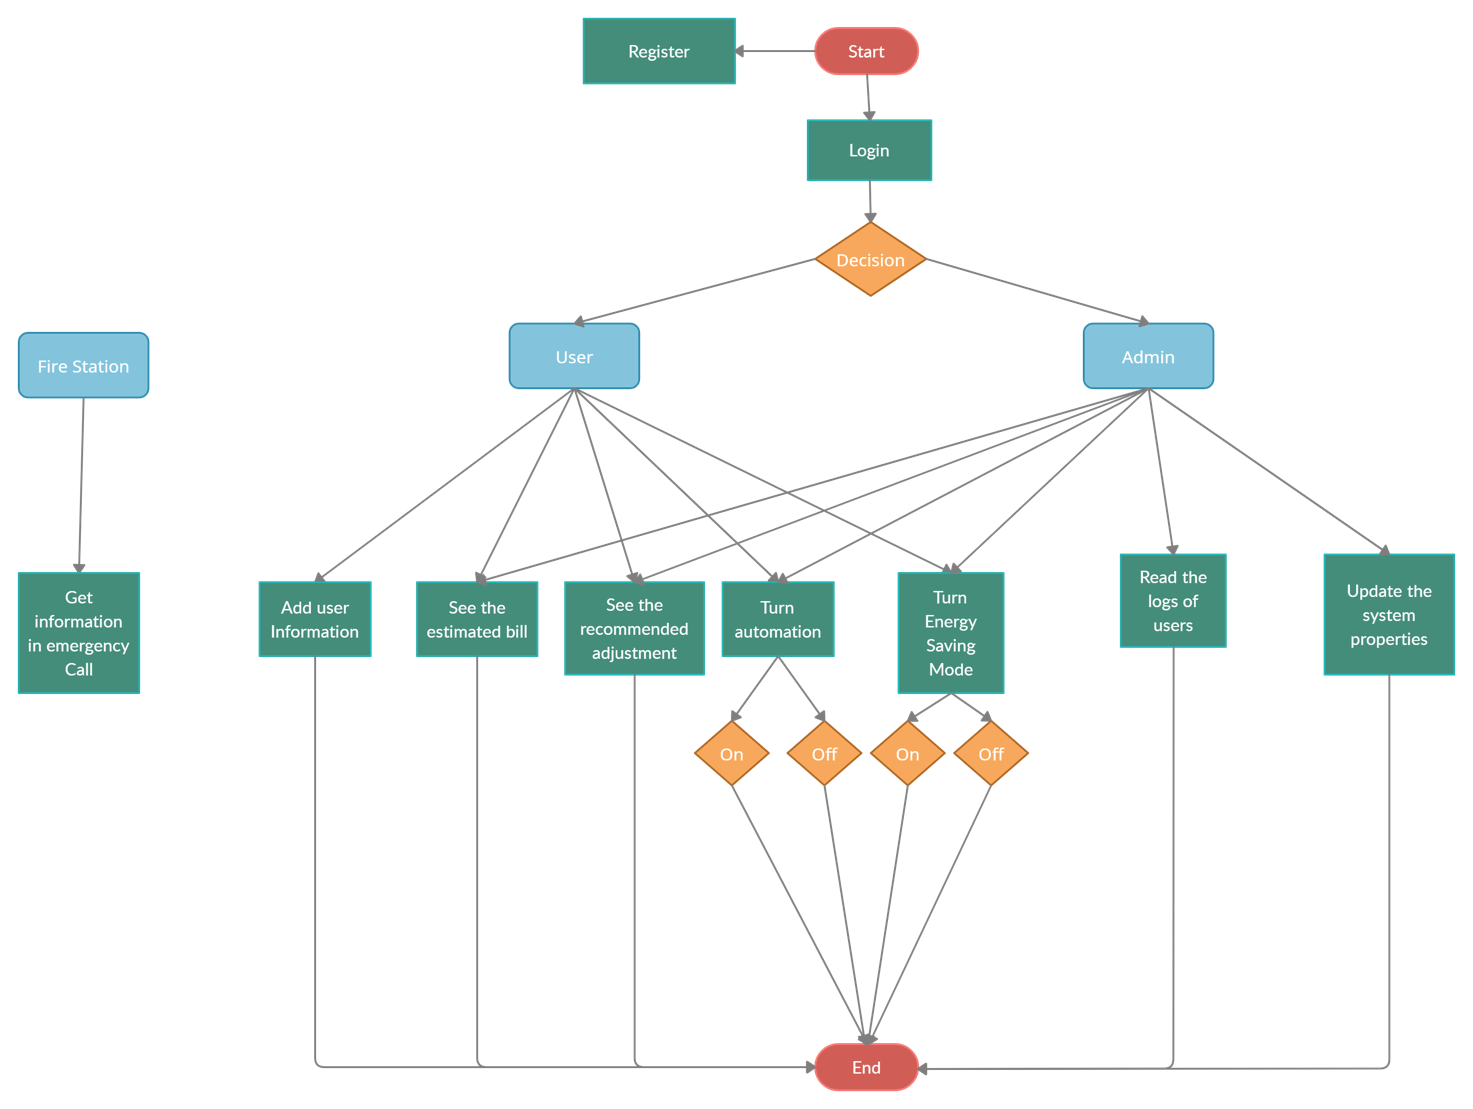 Register
Start
Login
Decision
Fire Station
User
Admin
Get
information
in emergency
Call
Add user
Information
See the
estimated bill
See the
recommended
adjustment
Turn
automation
Turn
Energy
Saving
Mode
Read the
logs of
users
Update the
system
properties
On
Off
On
Off
End